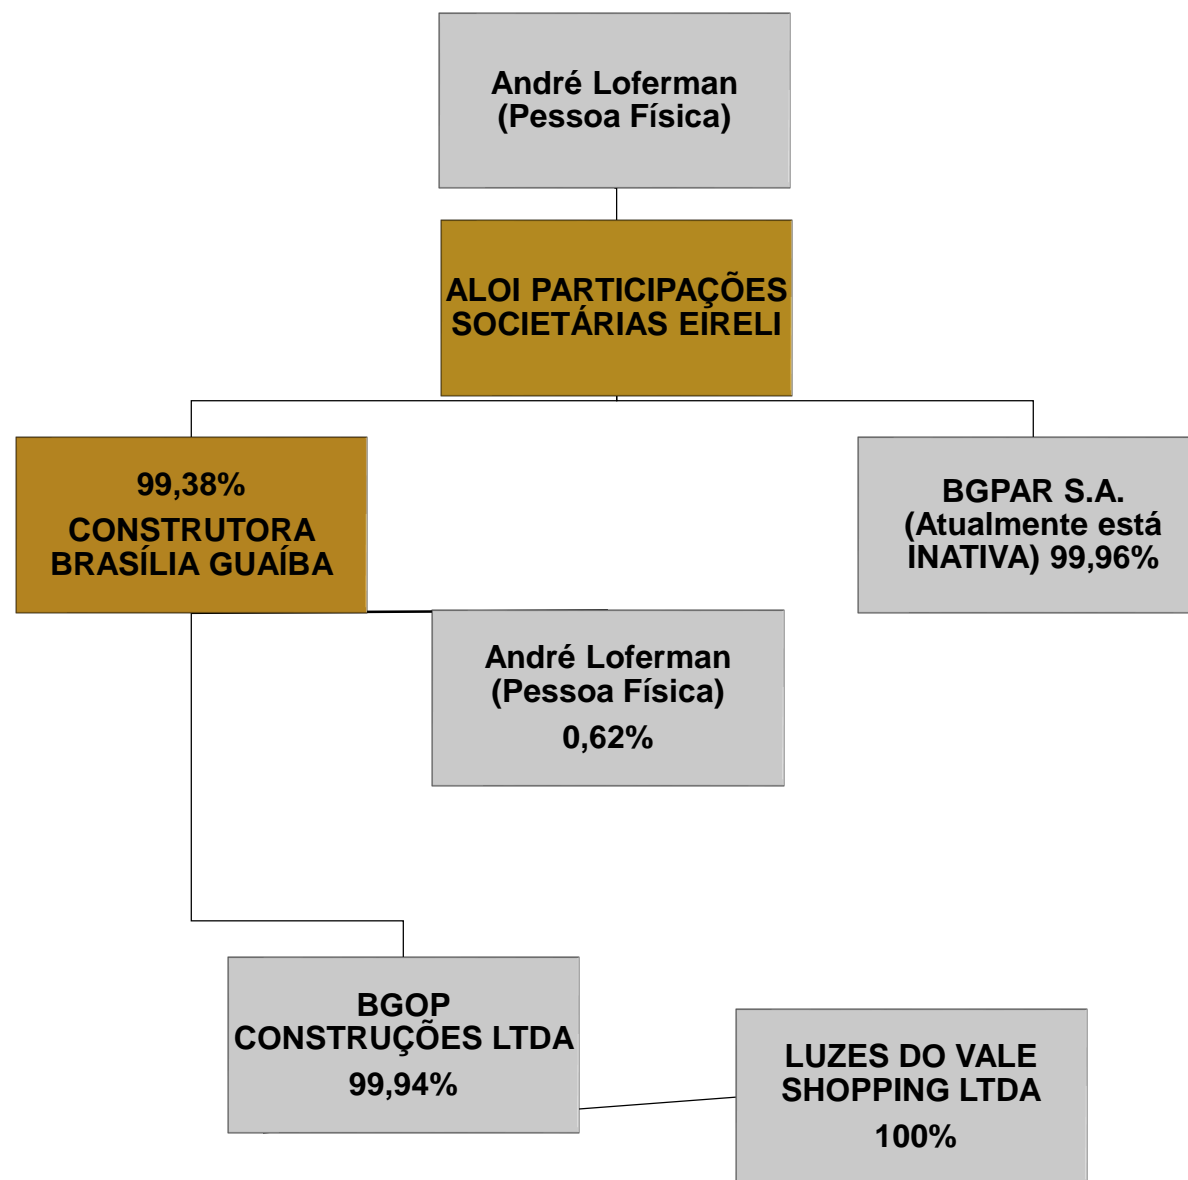 André Loferman
(Pessoa Física)
ALOI PARTICIPAÇÕES
SOCIETÁRIAS EIRELI
99,38%
CONSTRUTORA
BRASÍLIA GUAÍBA
BGPAR S.A.
(Atualmente está
INATIVA) 99,96%
André Loferman
(Pessoa Física)
0,62%
BGOP
CONSTRUÇÕES LTDA
99,94%
LUZES DO VALE
SHOPPING LTDA
100%